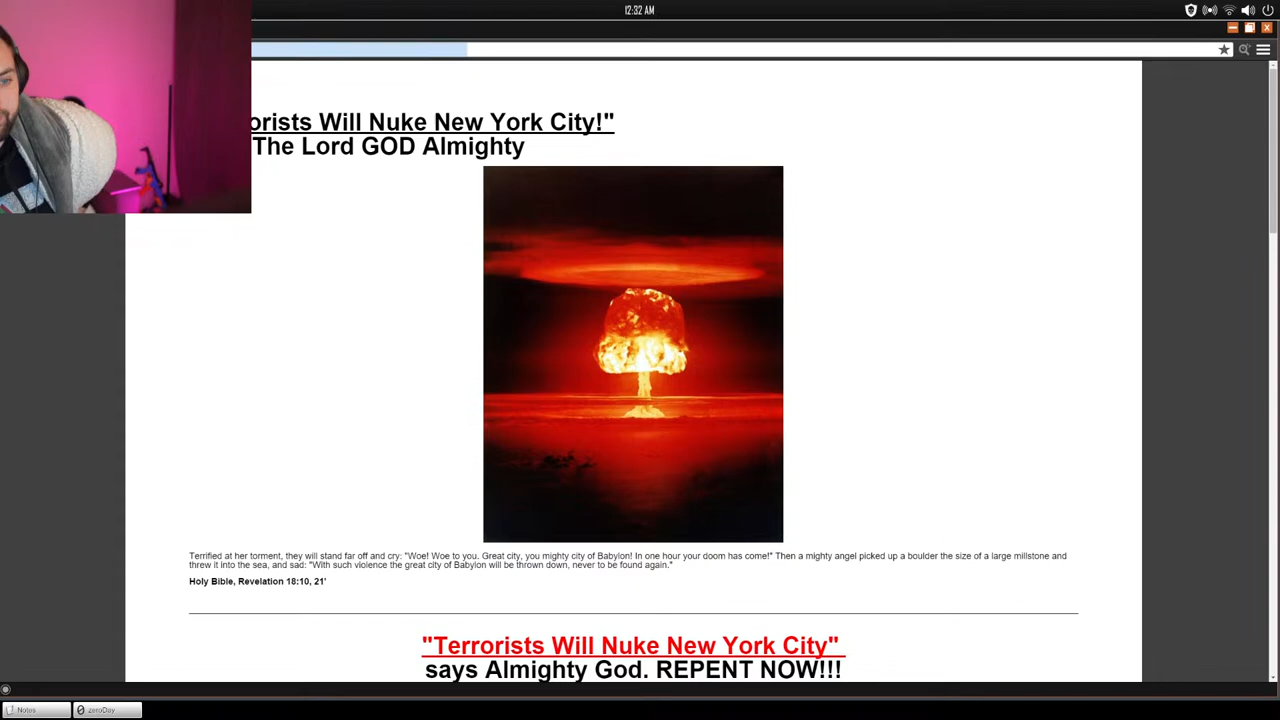 12:32 AM
orists Will Nuke New York City!"
The Lord GOD Almighty
Terrified at her torment, they will stand far off and cry: "Woe! Woe to you. Great city, you mighty city of Babylon! In one hour your doom has come!" Then a mighty angel picked up a boulder the size of a large millstone and
threw it into the sea, and sad: "With such violence the great city of Babylon will be thrown down, never to be found again."
Holy Bible, Revelation 18:10, 21'
"Terrorists Will Nuke New York City"
says Almighty God. REPENT NOW!!!
Notes
zeroDay